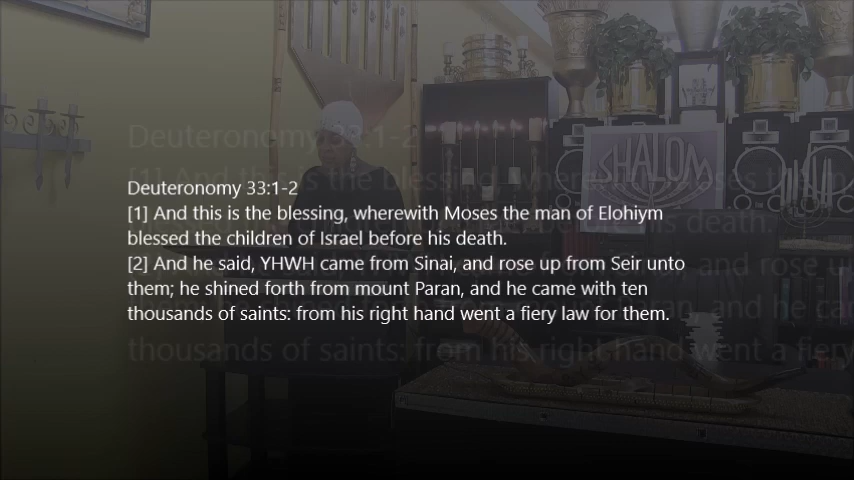 Deuteronomy 33:1-2
[1] And this is the blessing, wherewith Moses the man of Elohiym
blessed the children of Israel before his death.
[2] And he said, YHWH came from Sinai, and rose up from Seir unto
them; he shined forth from mount Paran, and he came with ten
thousands of saints: from his right hand went a fiery law for them.
SHALOM